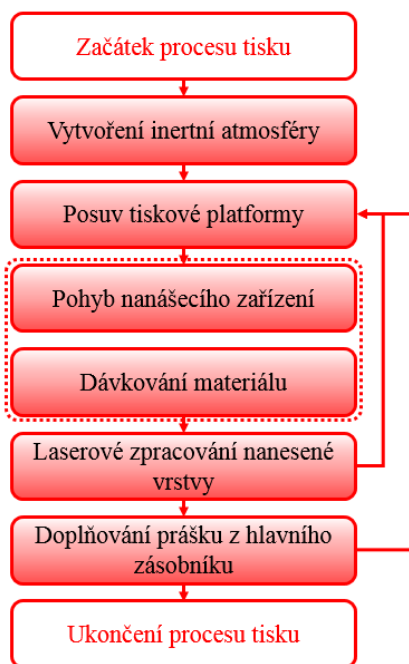 Začátek procesu tisku
Vytvoření inertní atmosféry
Posuv tiskové platformy
Pohyb nanášecího zařízení
Dávkování materiálu
Laserové zpracování nanesené
vrstvy
Doplňování prášku z hlavního
zásobníku
Ukončení procesu tisku